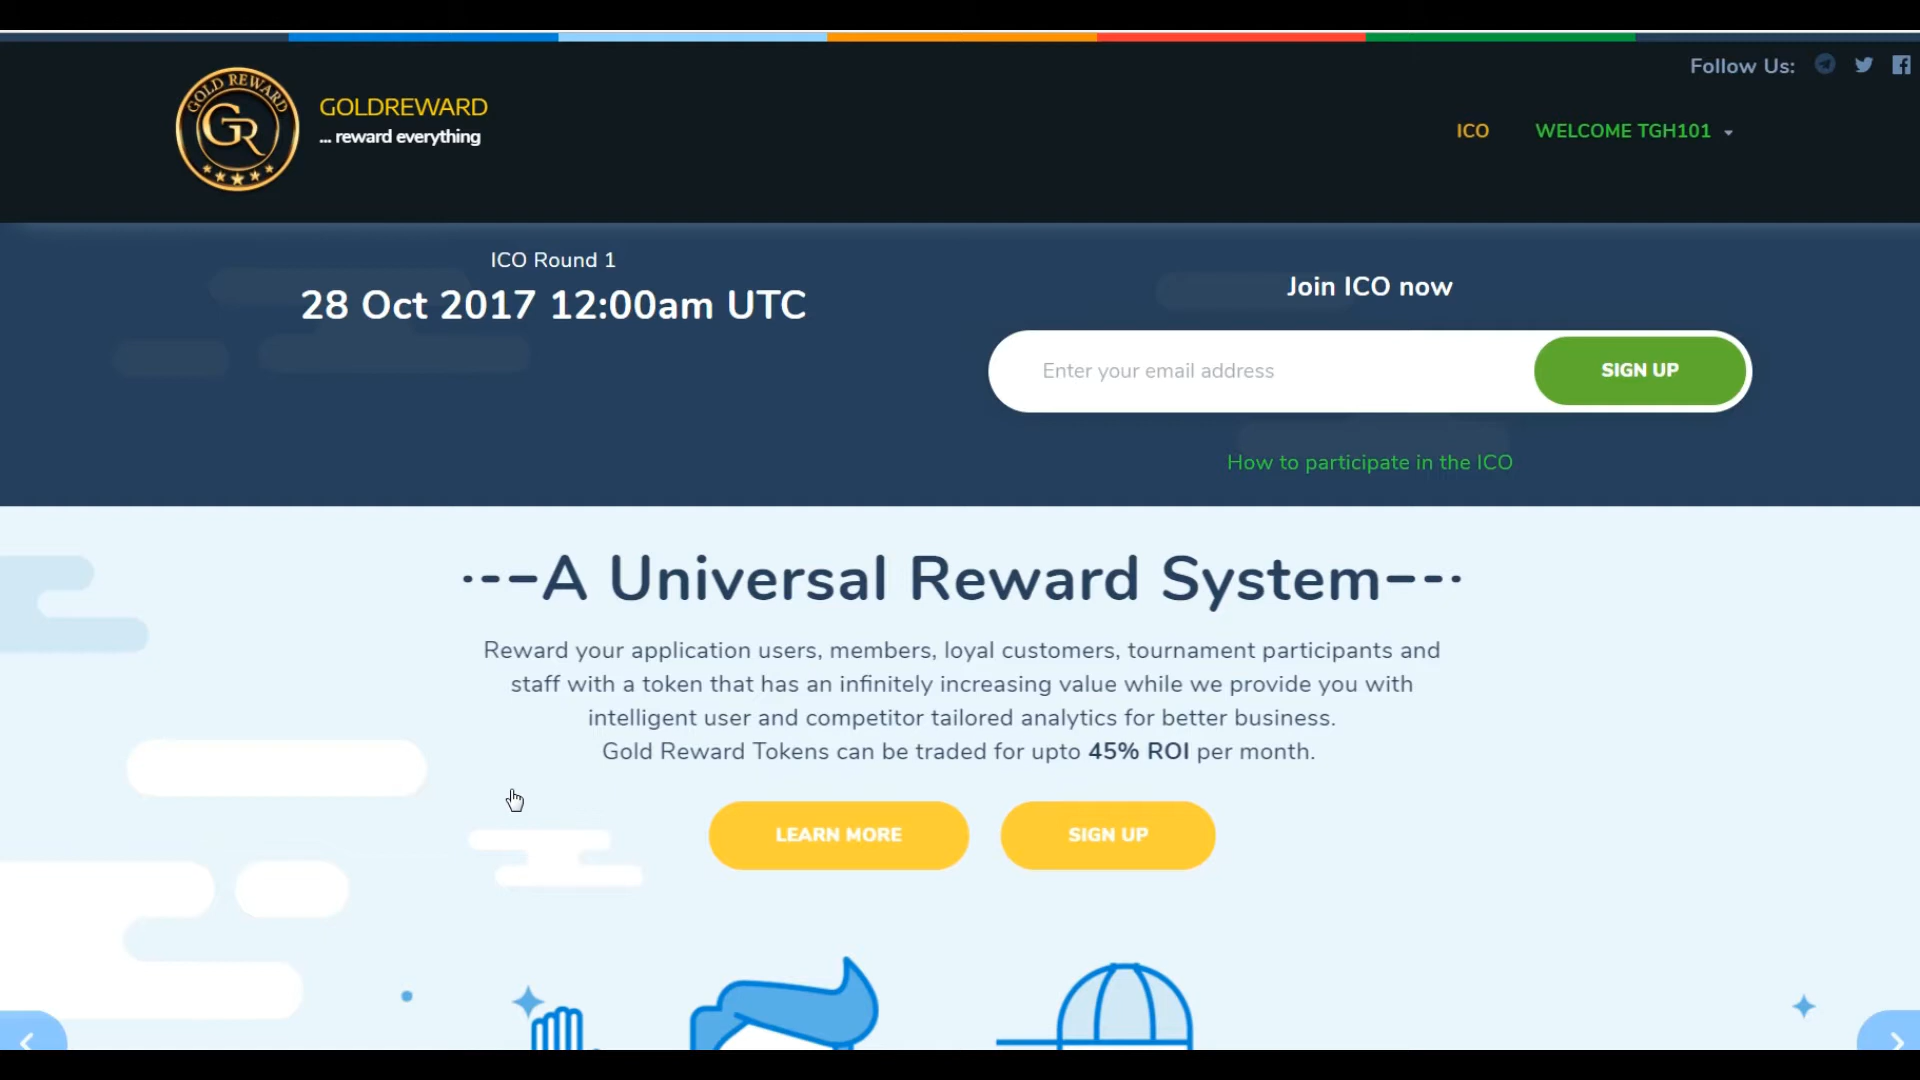 Follow Us:
GOLD REWARD
GR
GOLDREWARD
... reward everything
ICO
WELCOME TGH101
ICO Round 1
28 Oct 2017 12:00am UTC
Join ICO now
Enter your email address
SIGN UP
How to participate in the ICO
---A Universal Reward System---
Reward your application users, members, loyal customers, tournament participants and
staff with a token that has an infinitely increasing value while we provide you with
intelligent user and competitor tailored analytics for better business.
Gold Reward Tokens can be traded for upto 45% ROI per month.
LEARN MORE
SIGN UP